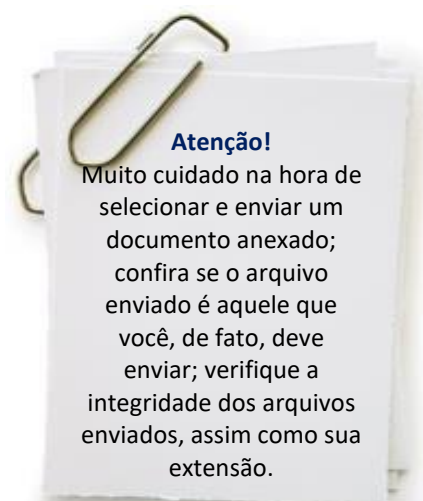 Atenção!
Muito cuidado na hora de
selecionar e enviar um
documento anexado;
confira se o arquivo
enviado é aquele que
você, de fato, deve
enviar; verifique a
integridade dos arquivos
enviados, assim como sua
extensão.